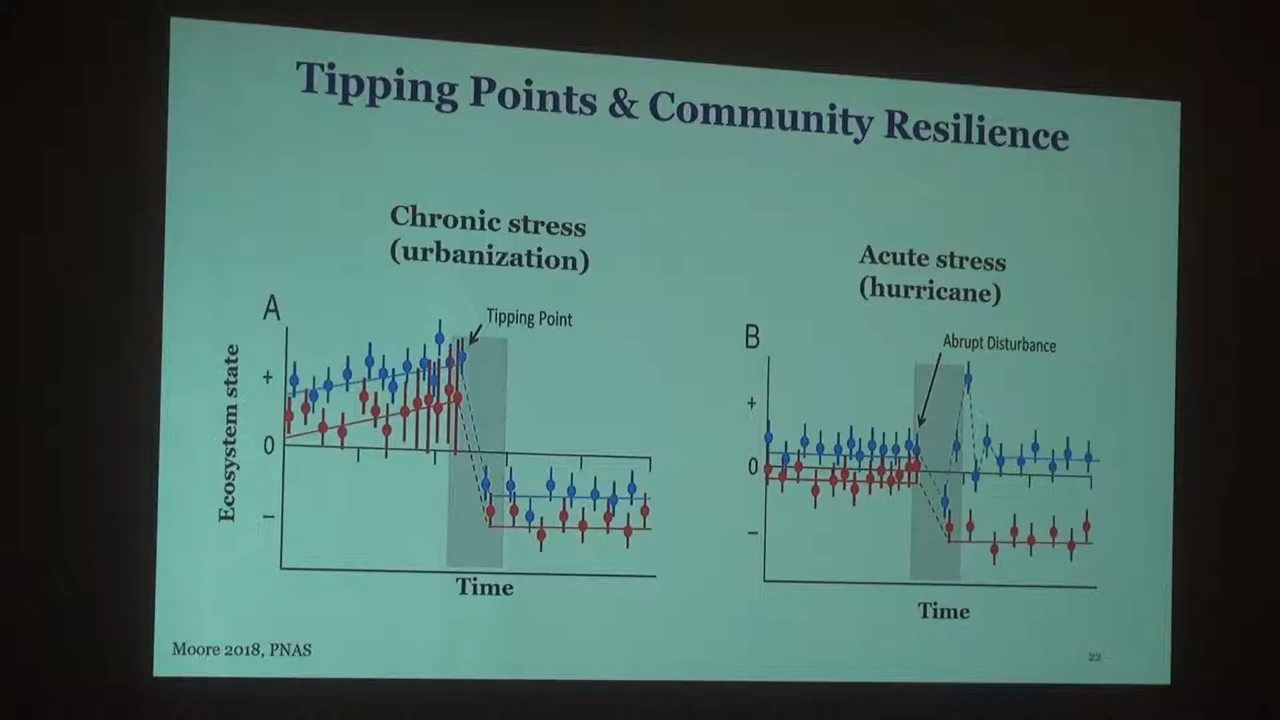 Tipping Points & Community Resilience
Chronic stress
(urbanization)
A
Tipping Point
Ecosystem state
+
0
−
Time
Acute stress
(hurricane)
B
Abrupt Disturbance
+
0
−
Time
Moore 2018, PNAS
22